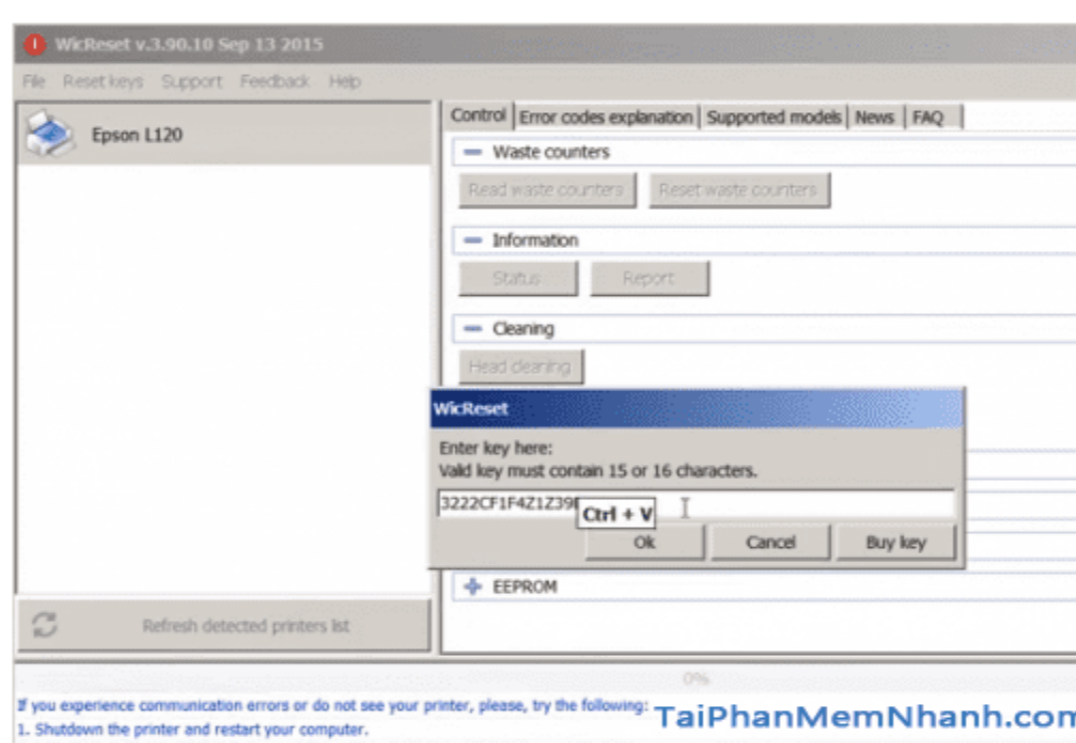 WicReset v.3.90.10 Sep 13 2015
File Reset keys Support Feedback Help
Epson L120
Control Error codes explanation Supported models News FAQ
Waste counters
Read waste counters Reset waste counters
Information
Status Report
Cleaning
Head cleaning
WicReset
Enter key here:
Valid key must contain 15 or 16 characters.
Ctrl + V
Ok Cancel Buy key
EEPROM
Refresh detected printers list
0%
If you experience communication errors or do not see your printer, please, try the following:
1. Shutdown the printer and restart your computer.
TaiPhanMemNhanh.com